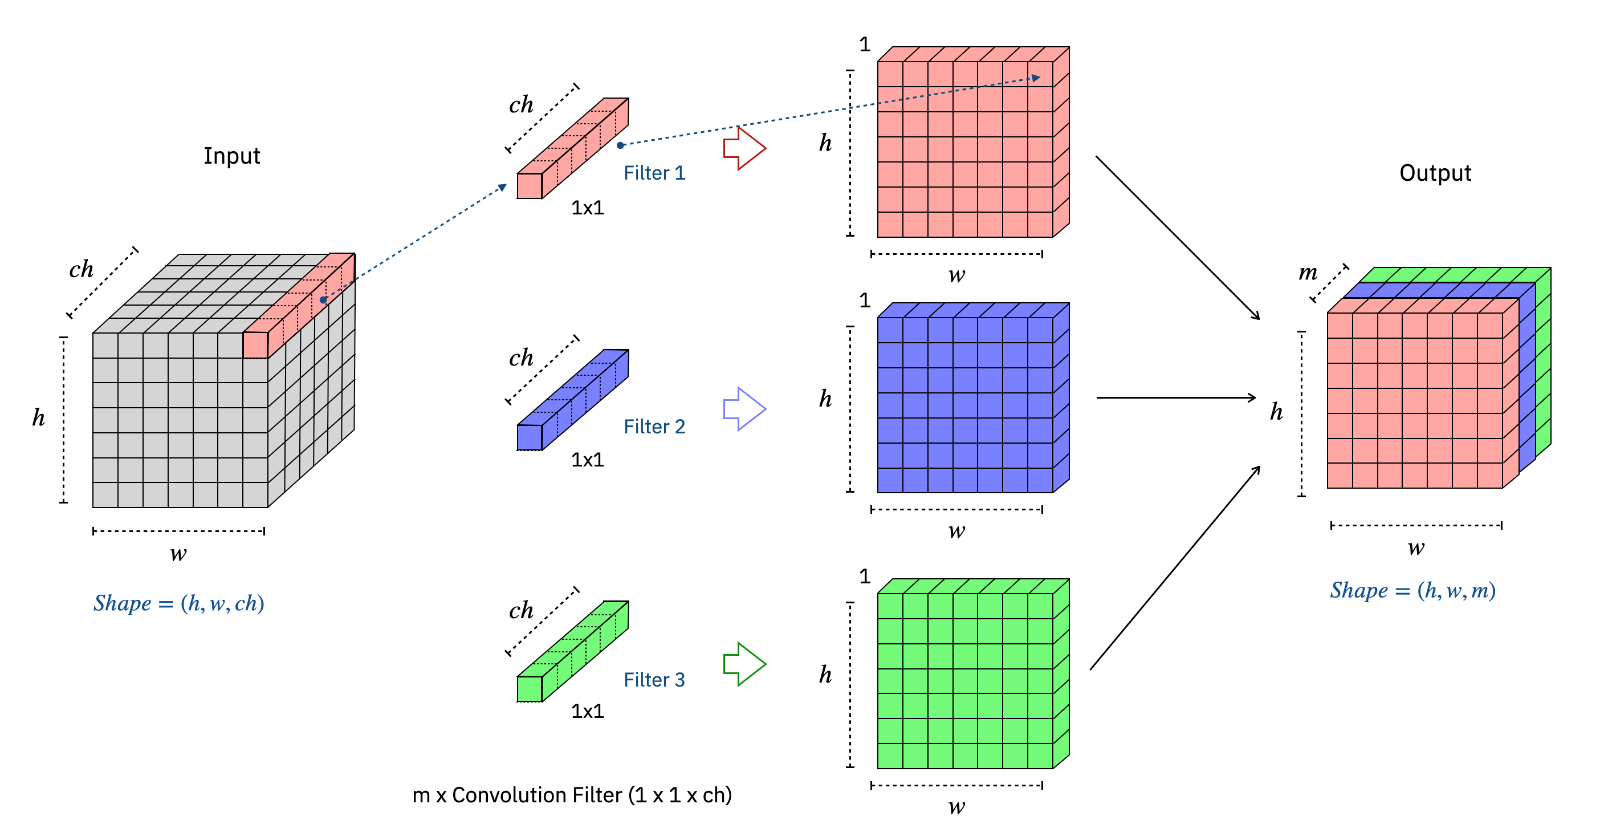 Input
ch
h
w
Shape = (h, w, ch)
ch
Filter 1
1x1
ch
Filter 2
1x1
ch
Filter 3
1x1
m x Convolution Filter (1 x 1 x ch)
1
h
w
1
h
w
1
h
w
Output
m
h
w
Shape = (h, w, m)